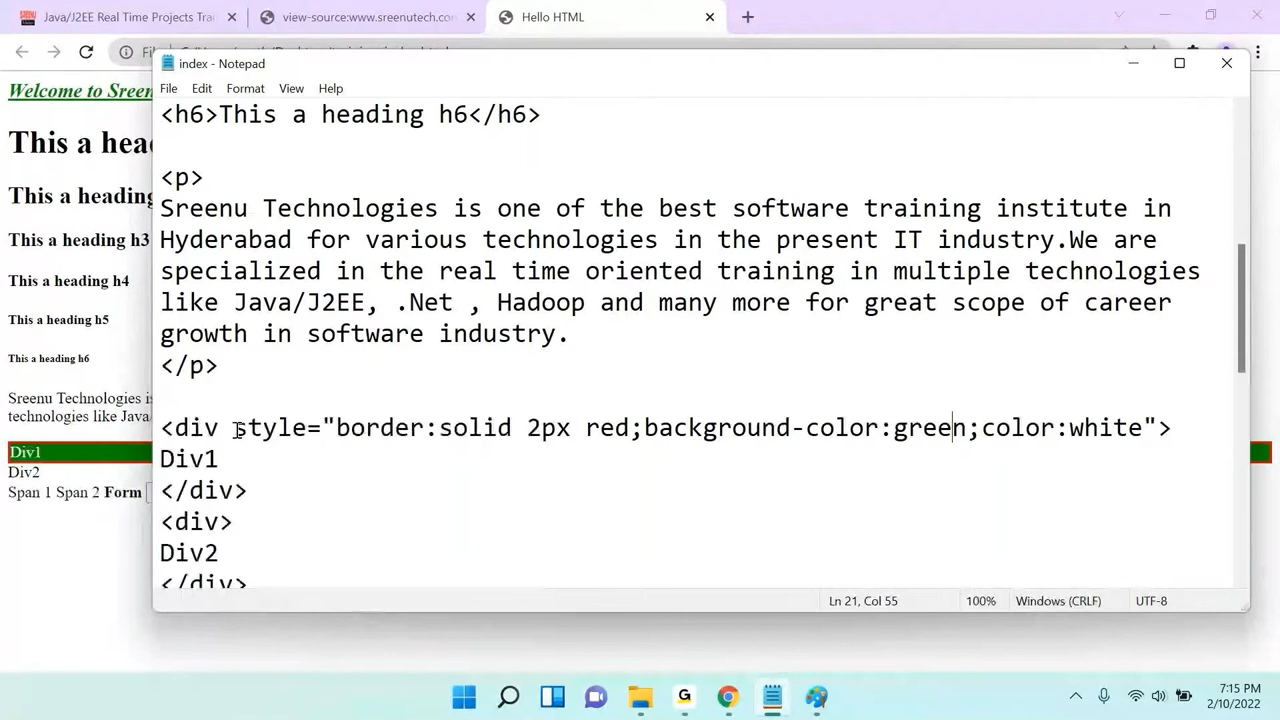 Java/J2EE Real Time Projects Tra
view-source:www.sreenutech.com
Hello HTML
index - Notepad
File Edit Format View Help
Welcome to Sreen
This a hea
This a heading
This a heading h3
This a heading h4
This a heading h5
This a heading h6
Sreenu Technologies is
technologies like Java/
Div1
Div2
Span 1 Span 2 Form
<h6>This a heading h6</h6>
<p>
Sreenu Technologies is one of the best software training institute in
Hyderabad for various technologies in the present IT industry.We are
specialized in the real time oriented training in multiple technologies
like Java/J2EE, .Net , Hadoop and many more for great scope of career
growth in software industry.
</p>
<div style="border:solid 2px red;background-color:green;color:white">
Div1
</div>
<div>
Div2
</div>
Ln 21, Col 55 100% Windows (CRLF) UTF-8
G
7:15 PM
2/10/2022